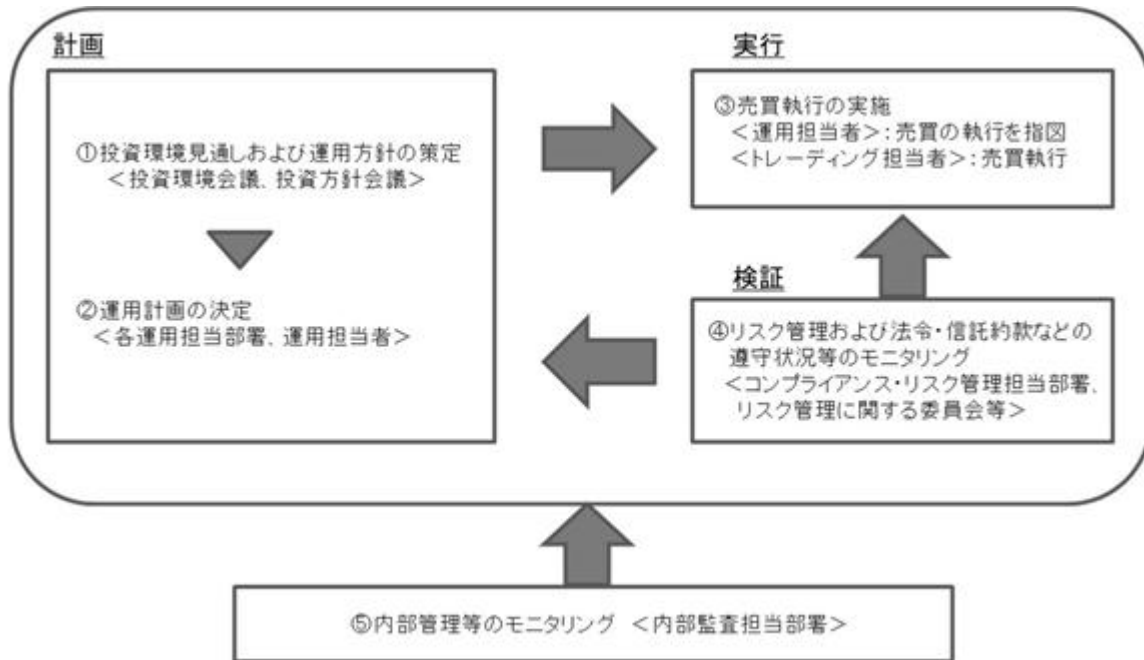 計画
①投資環境見通しおよび運用方針の策定
＜投資環境会議、投資方針会議＞
②運用計画の決定
＜各運用担当部署、運用担当者＞
実行
③売買執行の実施
＜運用担当者＞：売買の執行を指図
＜トレーディング担当者＞：売買執行
検証
④リスク管理および法令・信託約款などの
遵守状況等のモニタリング
＜コンプライアンス・リスク管理担当部署、
リスク管理に関する委員会等＞
⑤内部管理等のモニタリング ＜内部監査担当部署＞